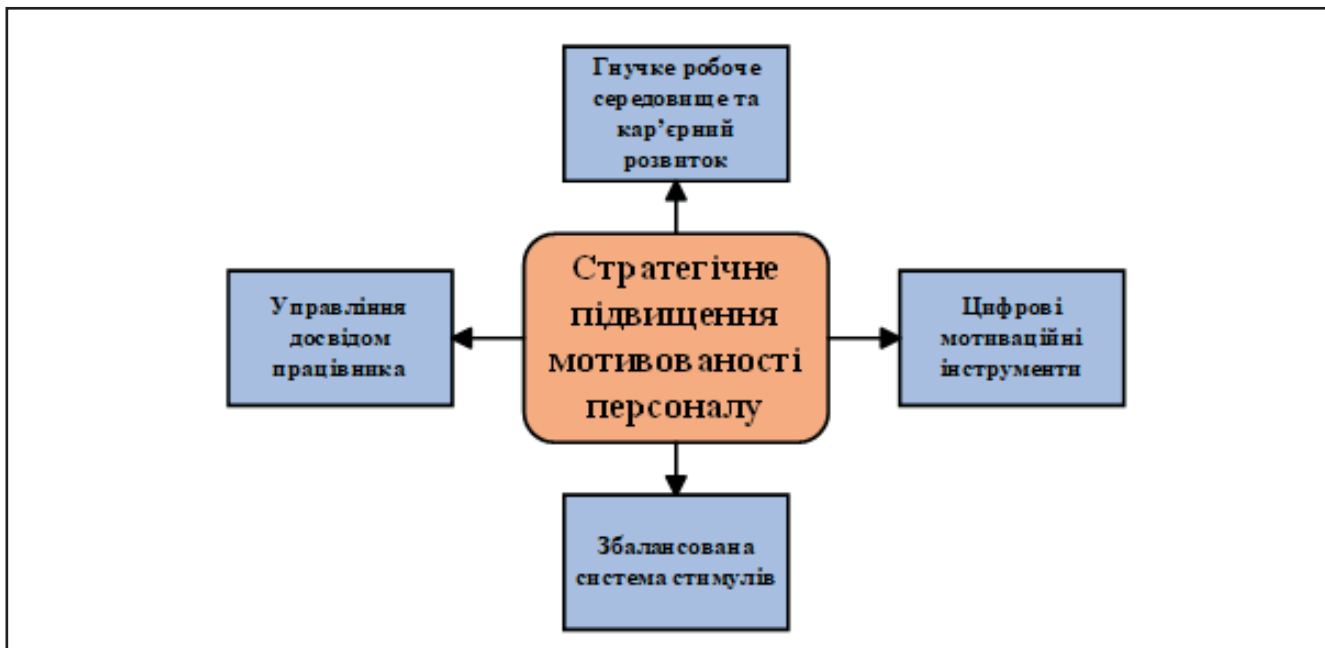 Гнучке робоче
середовище та
кар’єрний
розвиток
Стратегічне
підвищення
мотивованості
персоналу
Управління
досвідом
працівника
Цифрові
мотиваційні
інструменти
Збалансована
система стимулів